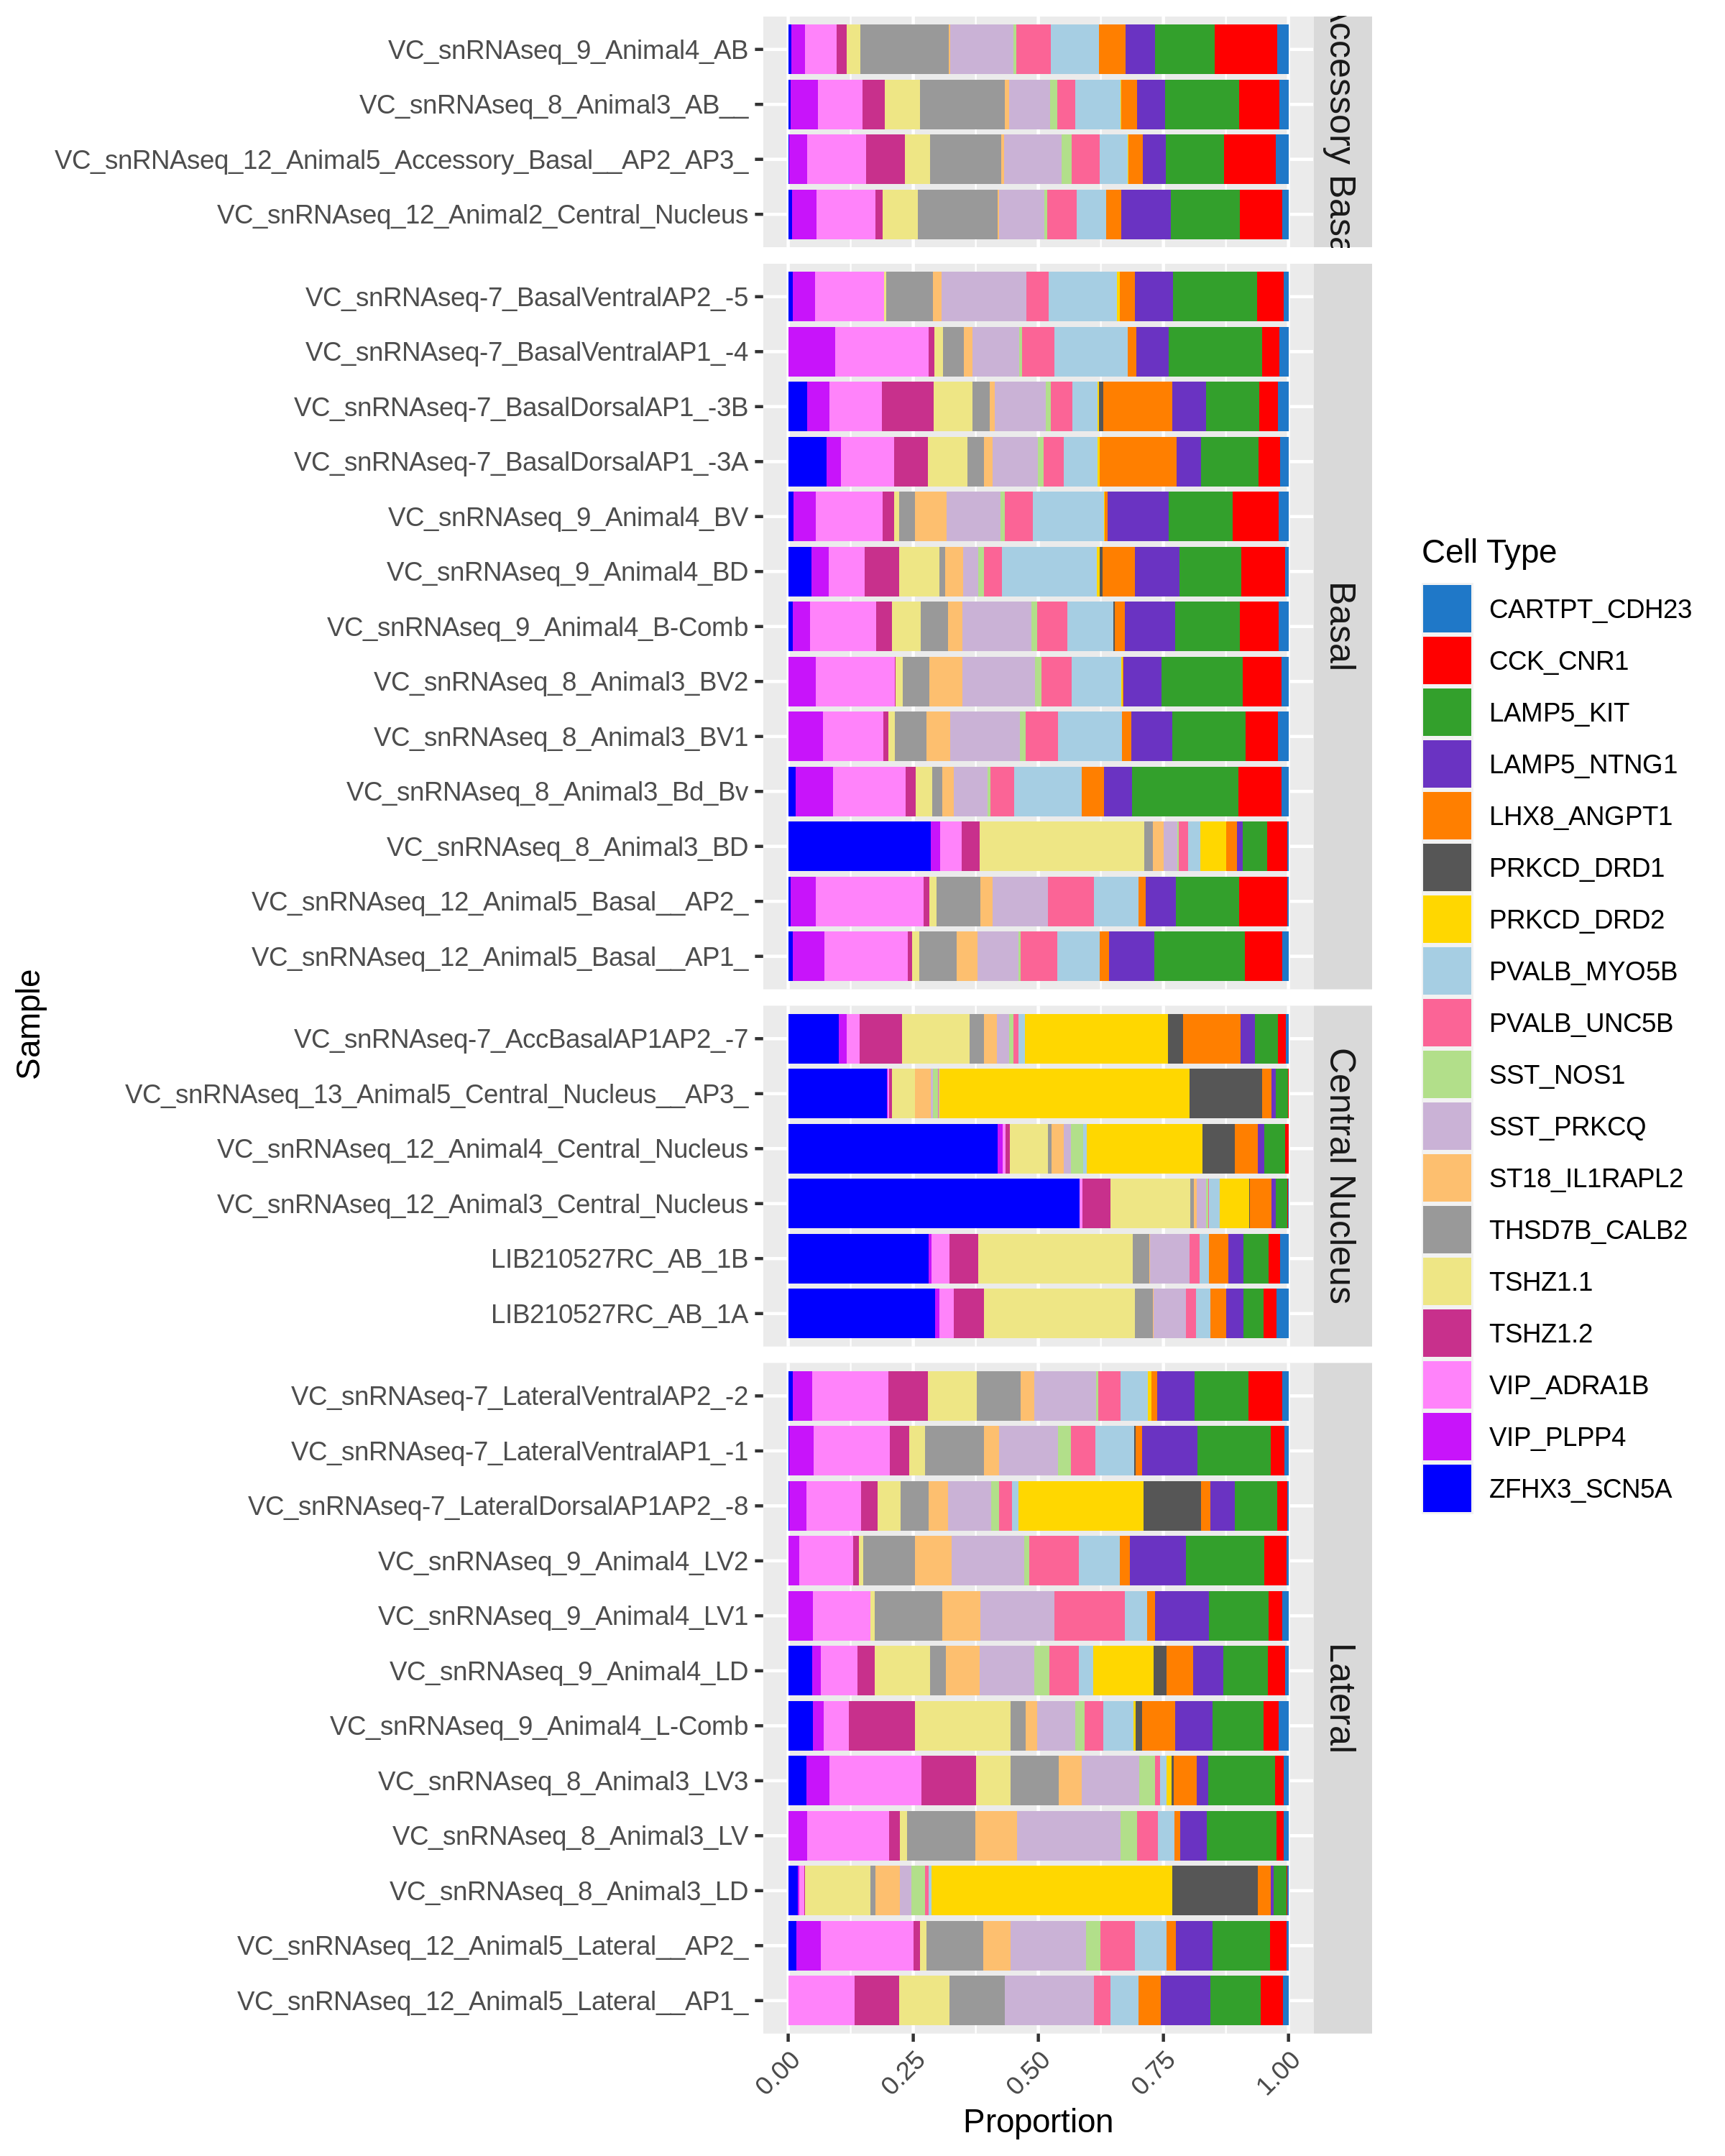 VC_snRNAseq_9_Animal4_AB
VC_snRNAseq_8_Animal3_AB__
VC_snRNAseq_12_Animal5_Accessory_Basal__AP2_AP3_
VC_snRNAseq_12_Animal2_Central_Nucleus
VC_snRNAseq-7_BasalVentralAP2_-5
VC_snRNAseq-7_BasalVentralAP1_-4
VC_snRNAseq-7_BasalDorsalAP1_-3B
VC_snRNAseq-7_BasalDorsalAP1_-3A
VC_snRNAseq_9_Animal4_BV
VC_snRNAseq_9_Animal4_BD
VC_snRNAseq_9_Animal4_B-Comb
VC_snRNAseq_8_Animal3_BV2
VC_snRNAseq_8_Animal3_BV1
VC_snRNAseq_8_Animal3_Bd_Bv
VC_snRNAseq_8_Animal3_BD
VC_snRNAseq_12_Animal5_Basal__AP2_
VC_snRNAseq_12_Animal5_Basal__AP1_
VC_snRNAseq-7_AccBasalAP1AP2_-7
VC_snRNAseq_13_Animal5_Central_Nucleus__AP3_
VC_snRNAseq_12_Animal4_Central_Nucleus
VC_snRNAseq_12_Animal3_Central_Nucleus
LIB210527RC_AB_1B
LIB210527RC_AB_1A
VC_snRNAseq-7_LateralVentralAP2_-2
VC_snRNAseq-7_LateralVentralAP1_-1
VC_snRNAseq-7_LateralDorsalAP1AP2_-8
VC_snRNAseq_9_Animal4_LV2
VC_snRNAseq_9_Animal4_LV1
VC_snRNAseq_9_Animal4_LD
VC_snRNAseq_9_Animal4_L-Comb
VC_snRNAseq_8_Animal3_LV3
VC_snRNAseq_8_Animal3_LV
VC_snRNAseq_8_Animal3_LD
VC_snRNAseq_12_Animal5_Lateral__AP2_
VC_snRNAseq_12_Animal5_Lateral__AP1_
Sample
ccessory Basa
Basal
Central Nucleus
Lateral
0.00
0.25
0.50
0.75
1.00
Proportion
Cell Type
CARTPT_CDH23
CCK_CNR1
LAMP5_KIT
LAMP5_NTNG1
LHX8_ANGPT1
PRKCD_DRD1
PRKCD_DRD2
PVALB_MYO5B
PVALB_UNC5B
SST_NOS1
SST_PRKCQ
ST18_IL1RAPL2
THSD7B_CALB2
TSHZ1.1
TSHZ1.2
VIP_ADRA1B
VIP_PLPP4
ZFHX3_SCN5A